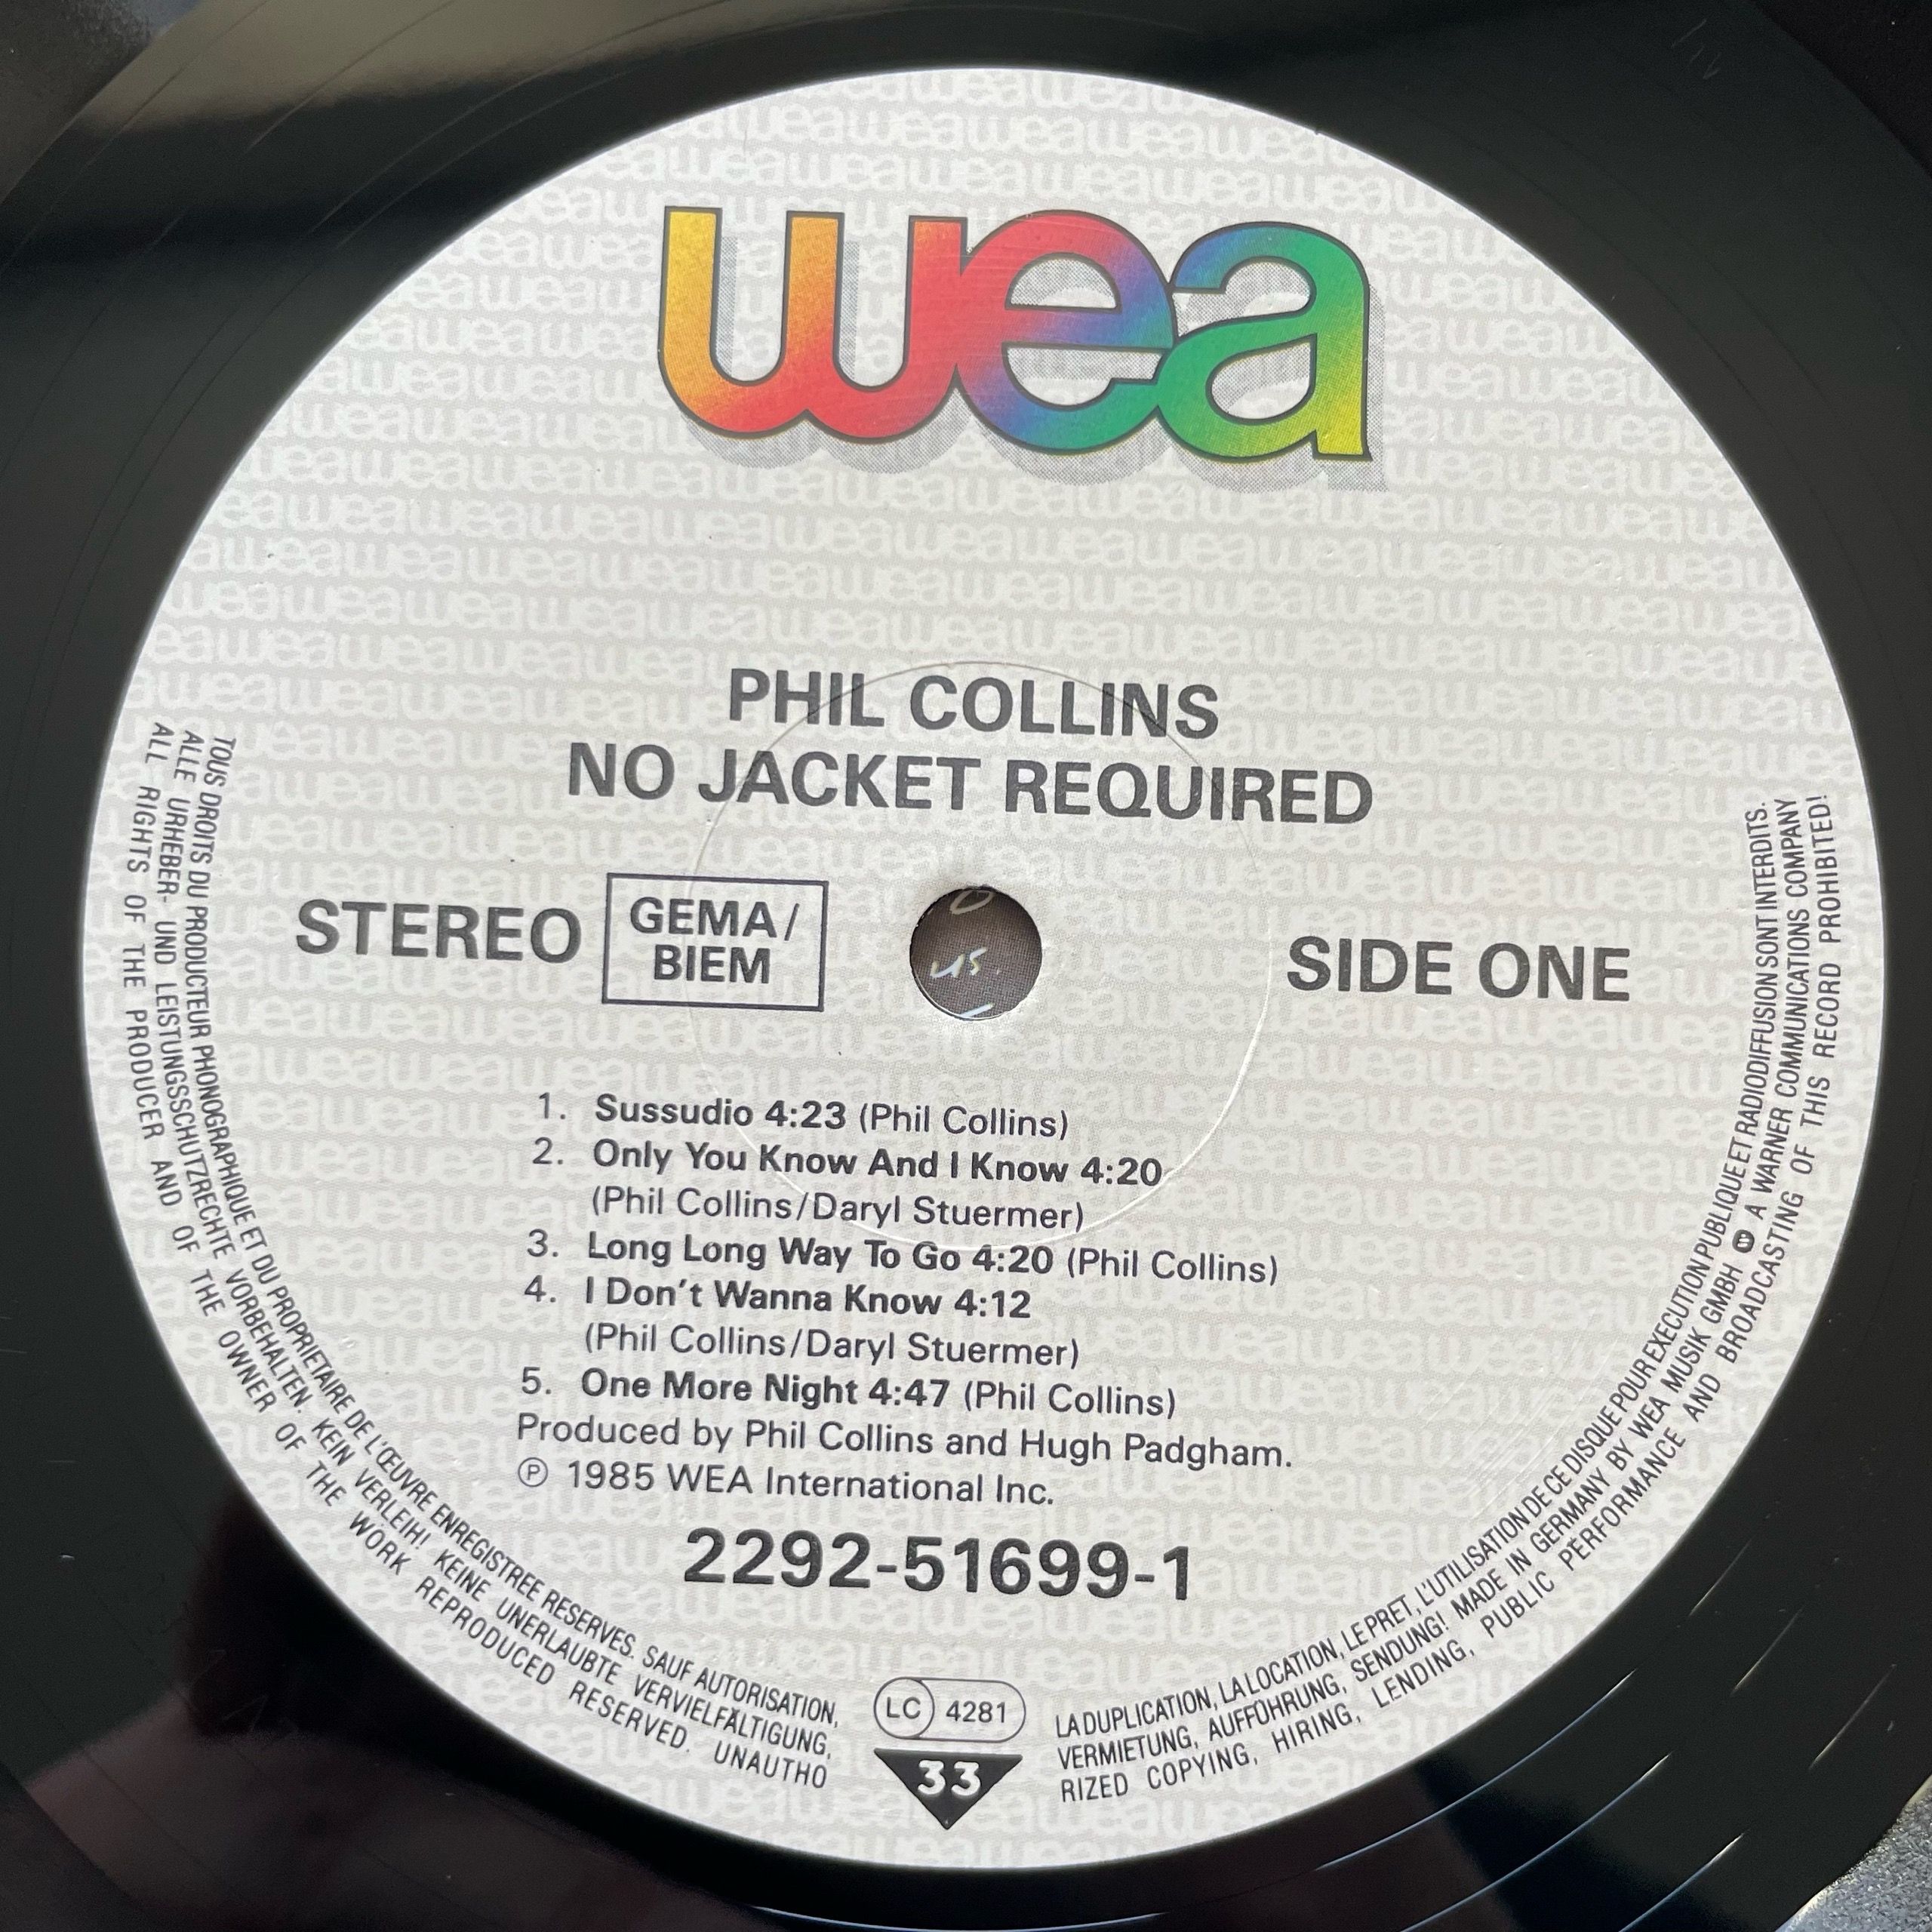 wea
PHIL COLLINS
NO JACKET REQUIRED
STEREO
GEMA/
BIEM
SIDE ONE
1. Sussudio 4:23 (Phil Collins)
2. Only You Know And I Know 4:20
(Phil Collins/Daryl Stuermer)
3. Long Long Way To Go 4:20 (Phil Collins)
4. I Don't Wanna Know 4:12
(Phil Collins/Daryl Stuermer)
5. One More Night 4:47 (Phil Collins)
Produced by Phil Collins and Hugh Padgham.
℗ 1985 WEA International Inc.
2292-51699-1
LC 4281
33
TOUS DROITS DU PRODUCTEUR PHONOGRAPHIQUE ET DU PROPRIETAIRE DE L'ŒUVRE ENREGISTREE RESERVES. SAUF AUTORISATION, LA DUPLICATION, LA LOCATION, LE PRET, L'UTILISATION DE CE DISQUE POUR EXECUTION PUBLIQUE ET RADIODIFFUSION SONT INTERDITS.
ALLE URHEBER- UND LEISTUNGSSCHUTZRECHTE VORBEHALTEN. KEIN VERLEIH! KEINE UNERLAUBTE VERVIELFÄLTIGUNG, VERMIETUNG, AUFFÜHRUNG, SENDUNG! MADE IN GERMANY BY WEA MUSIK GMBH A WARNER COMMUNICATIONS COMPANY
ALL RIGHTS OF THE PRODUCER AND OF THE OWNER OF THE WORK REPRODUCED RESERVED. UNAUTHORIZED COPYING, HIRING, LENDING, PUBLIC PERFORMANCE AND BROADCASTING OF THIS RECORD PROHIBITED!